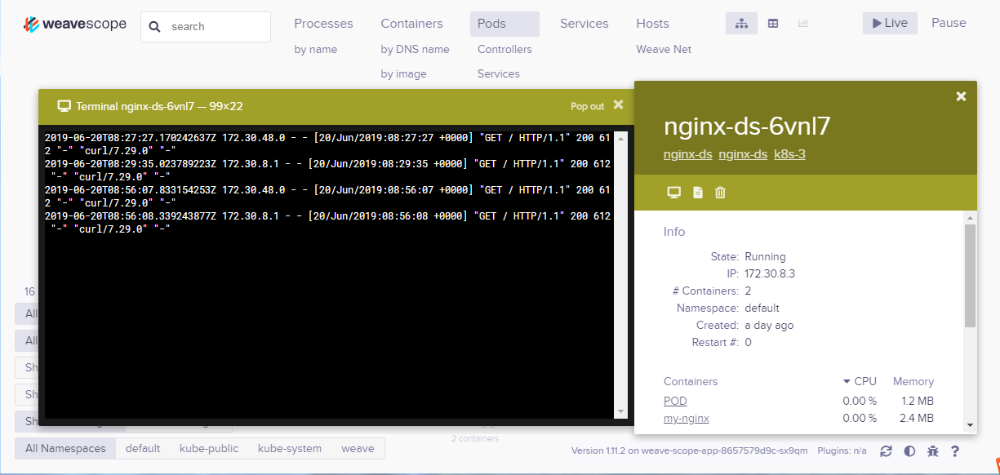 weavescope
search
Processes
Containers
Pods
Services
Hosts
Live
Pause
by name
by DNS name
Controllers
Weave Net
by image
Services
Terminal nginx-ds-6vnl7 — 99×22
Pop out
2019-06-20T08:27:27.170242637Z 172.30.48.0 - - [20/Jun/2019:08:27:27 +0000] "GET / HTTP/1.1" 200 61
2 "-" "curl/7.29.0" "-"
2019-06-20T08:29:35.023789223Z 172.30.8.1 - - [20/Jun/2019:08:29:35 +0000] "GET / HTTP/1.1" 200 612
"-" "curl/7.29.0" "-"
2019-06-20T08:56:07.833154253Z 172.30.48.0 - - [20/Jun/2019:08:56:07 +0000] "GET / HTTP/1.1" 200 61
2 "-" "curl/7.29.0" "-"
2019-06-20T08:56:08.339243877Z 172.30.8.1 - - [20/Jun/2019:08:56:08 +0000] "GET / HTTP/1.1" 200 612
"-" "curl/7.29.0" "-"
nginx-ds-6vnl7
nginx-ds nginx-ds k8s-3
Info
State: Running
IP: 172.30.8.3
# Containers: 2
Namespace: default
Created: a day ago
Restart #: 0
Containers CPU Memory
POD 0.00 % 1.2 MB
my-nginx 0.00 % 2.4 MB
16
All
All
Sh
Sh
Sh
All Namespaces default kube-public kube-system weave
2 containers
Version 1.11.2 on weave-scope-app-8657579d9c-sx9qm Plugins: n/a